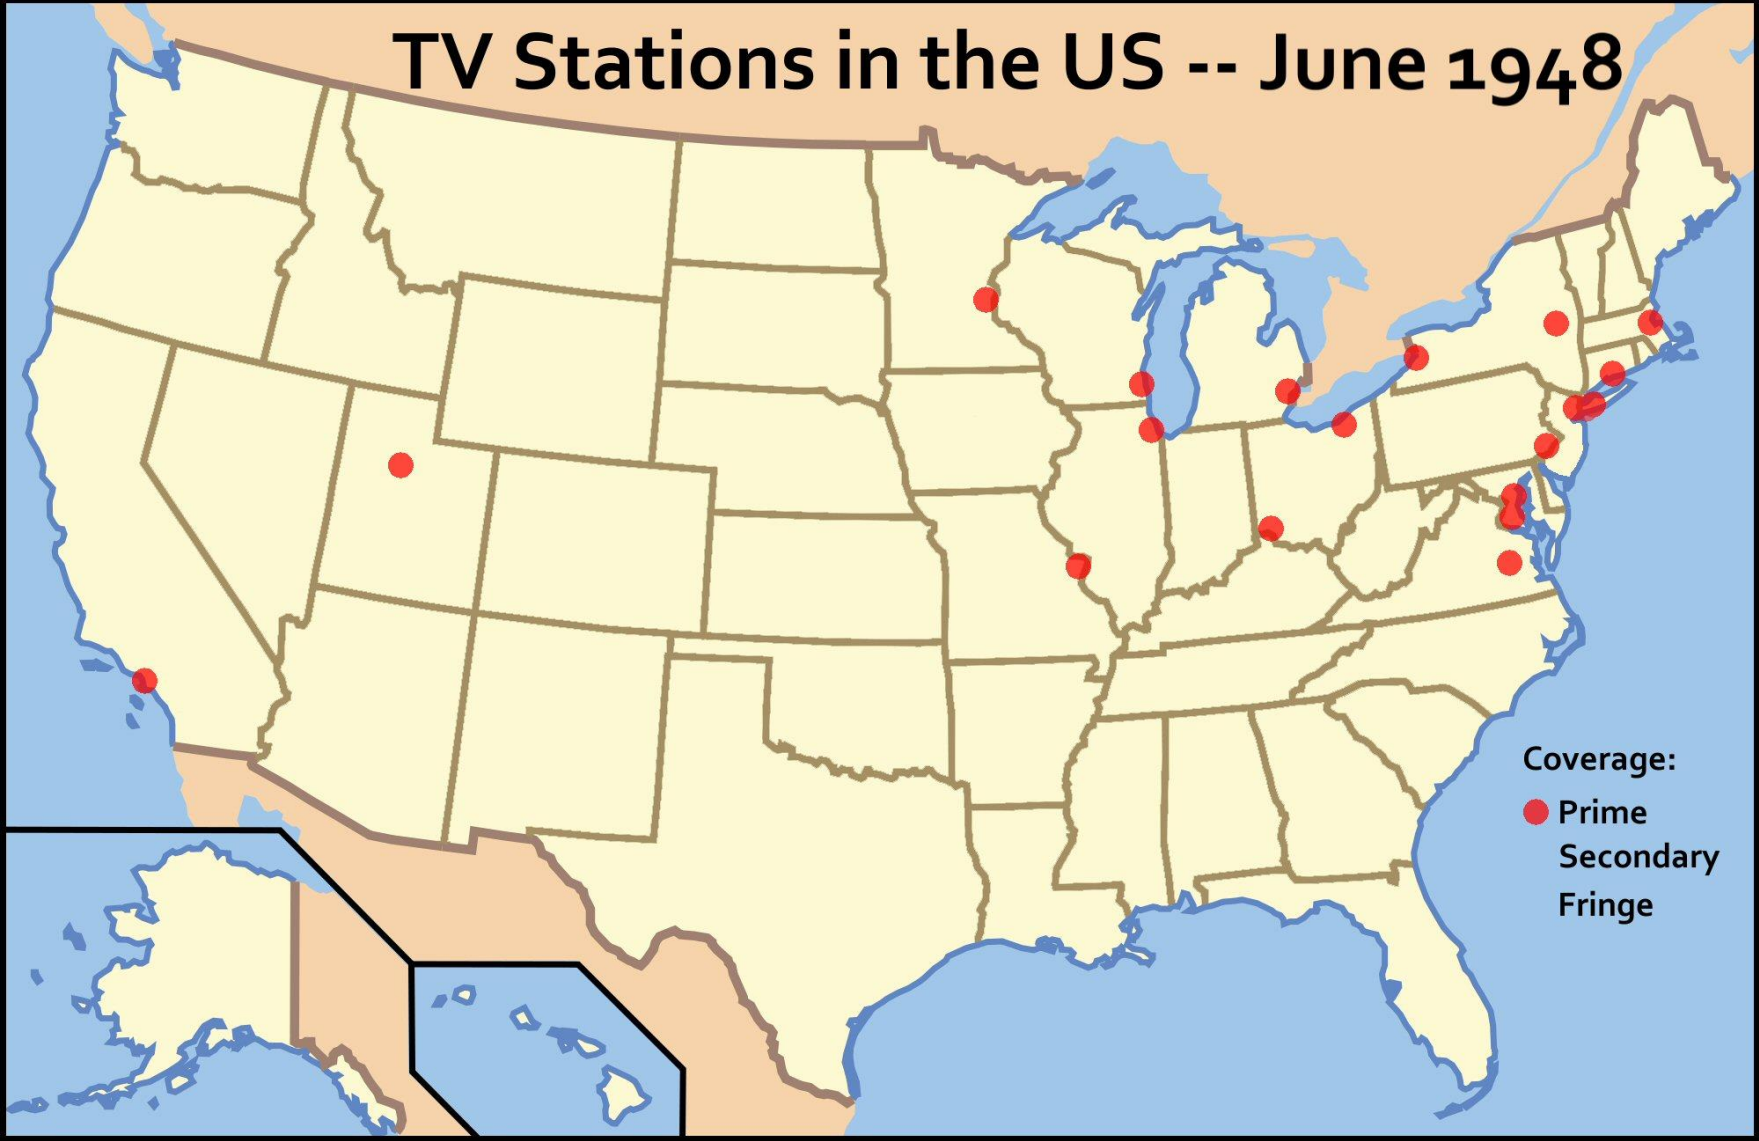 TV Stations in the US -- June 1948
Coverage:
Prime
Secondary
Fringe